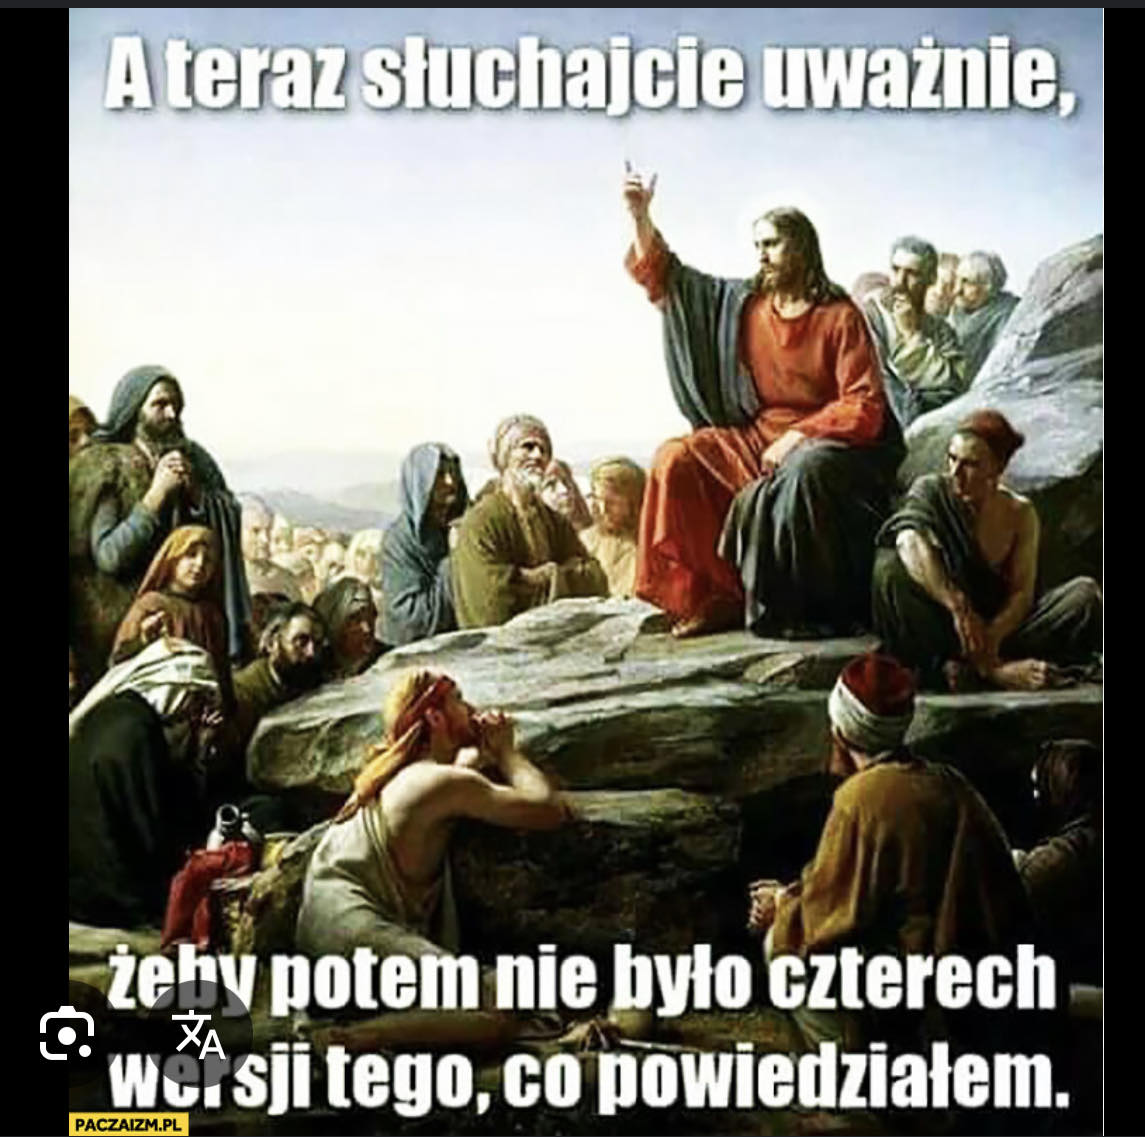 A teraz słuchajcie uważnie,
żeby potem nie było czterech
wersji tego, co powiedziałem.
PACZAIZM.PL